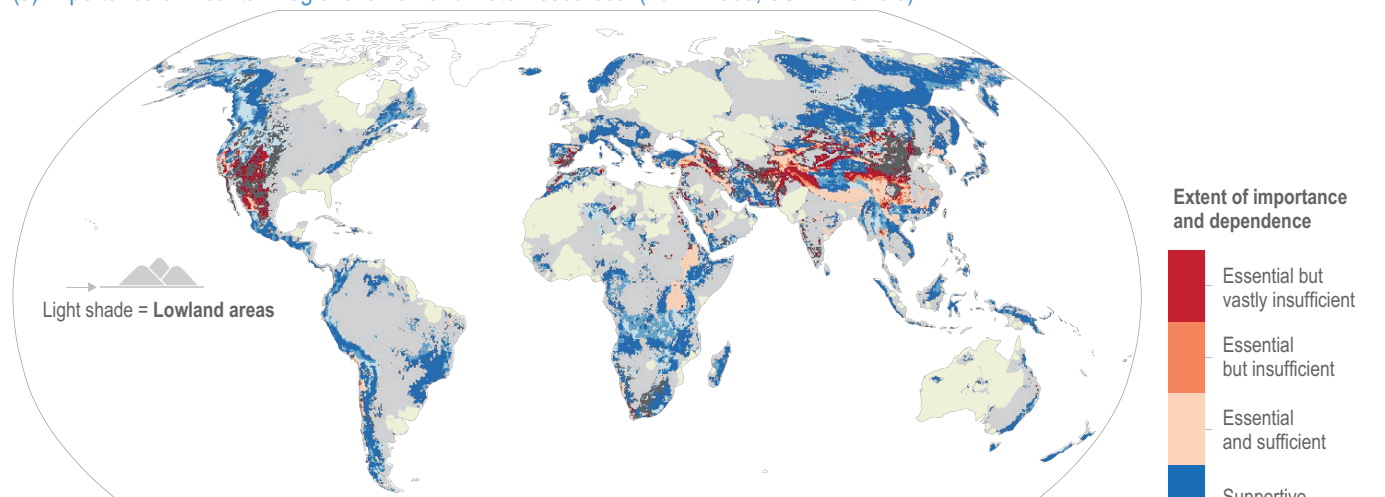 Light shade = Lowland areas
Extent of importance
and dependence
Essential but
vastly insufficient
Essential
but insufficient
Essential
and sufficient
Supportive